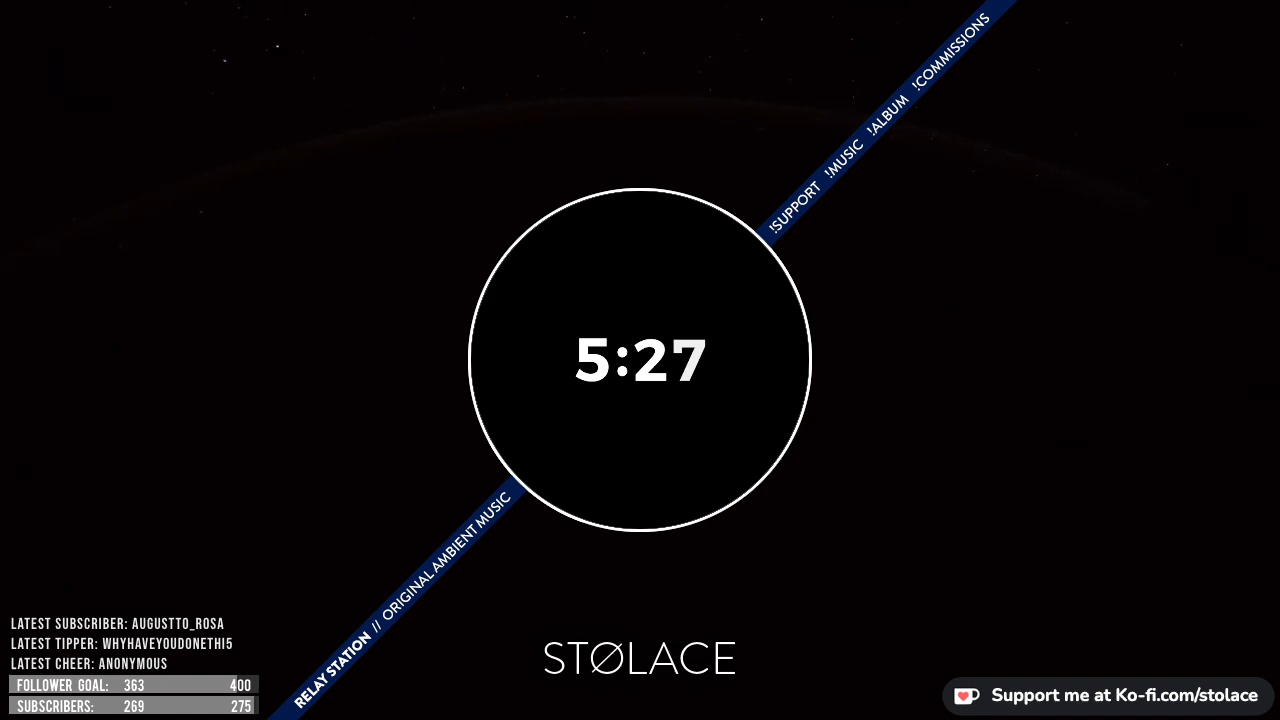 !SUPPORT !MUSIC !ALBUM !COMMISSIONS
5:27
RELAY STATION // ORIGINAL AMBIENT MUSIC
LATEST SUBSCRIBER: AUGUSTTO_ROSA
LATEST TIPPER: WHYHAVEYOUDONETHI5
LATEST CHEER: ANONYMOUS
FOLLOWER GOAL: 363 400
SUBSCRIBERS: 269 275
STØLACE
Support me at Ko-fi.com/stolace